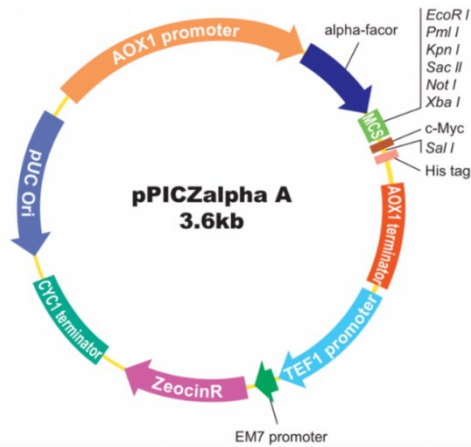 AOX1 promoter
alpha-facor
EcoR I
Pml I
Kpn I
Sac II
Not I
Xba I
MCS
c-Myc
Sal I
His tag
pUC Ori
pPICZalpha A
3.6kb
AOX1 terminator
CYC1 terminator
TEF1 promoter
ZeocinR
EM7 promoter